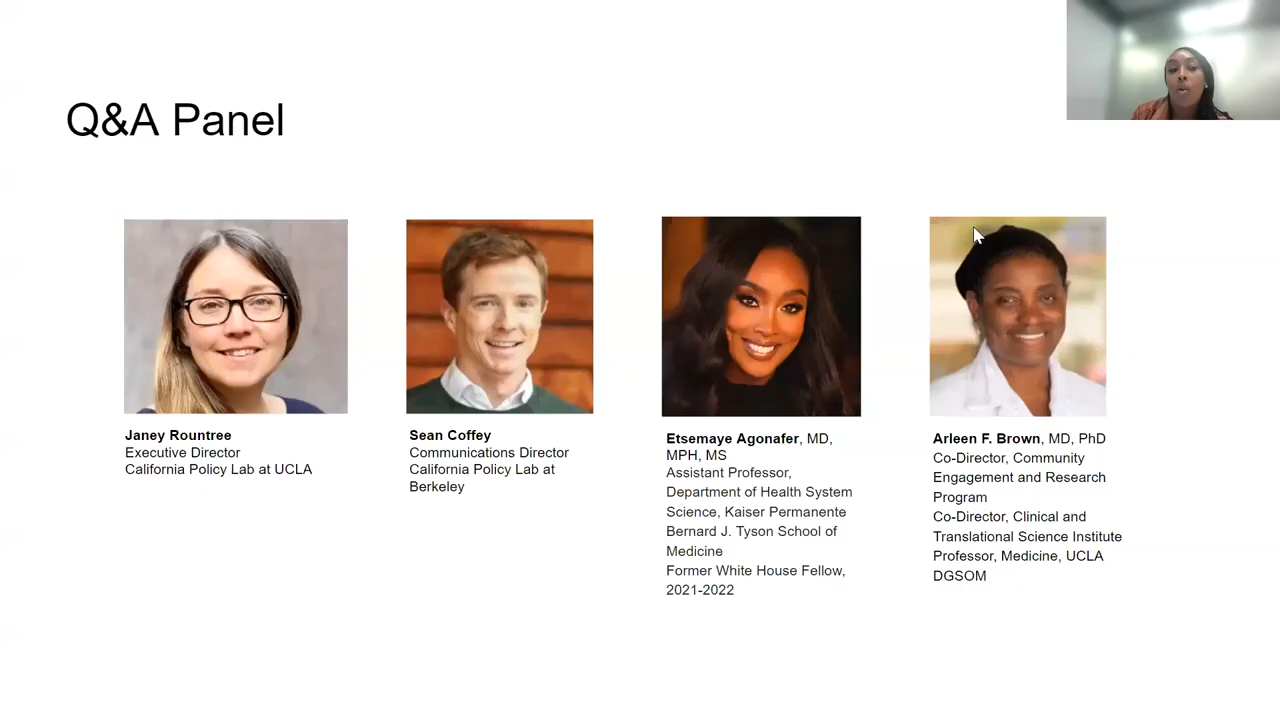 Q&A Panel
Janey Rountree
Executive Director
California Policy Lab at UCLA
Sean Coffey
Communications Director
California Policy Lab at
Berkeley
Etsemaye Agonafer, MD,
MPH, MS
Assistant Professor,
Department of Health System
Science, Kaiser Permanente
Bernard J. Tyson School of
Medicine
Former White House Fellow,
2021-2022
Arleen F. Brown, MD, PhD
Co-Director, Community
Engagement and Research
Program
Co-Director, Clinical and
Translational Science Institute
Professor, Medicine, UCLA
DGSOM